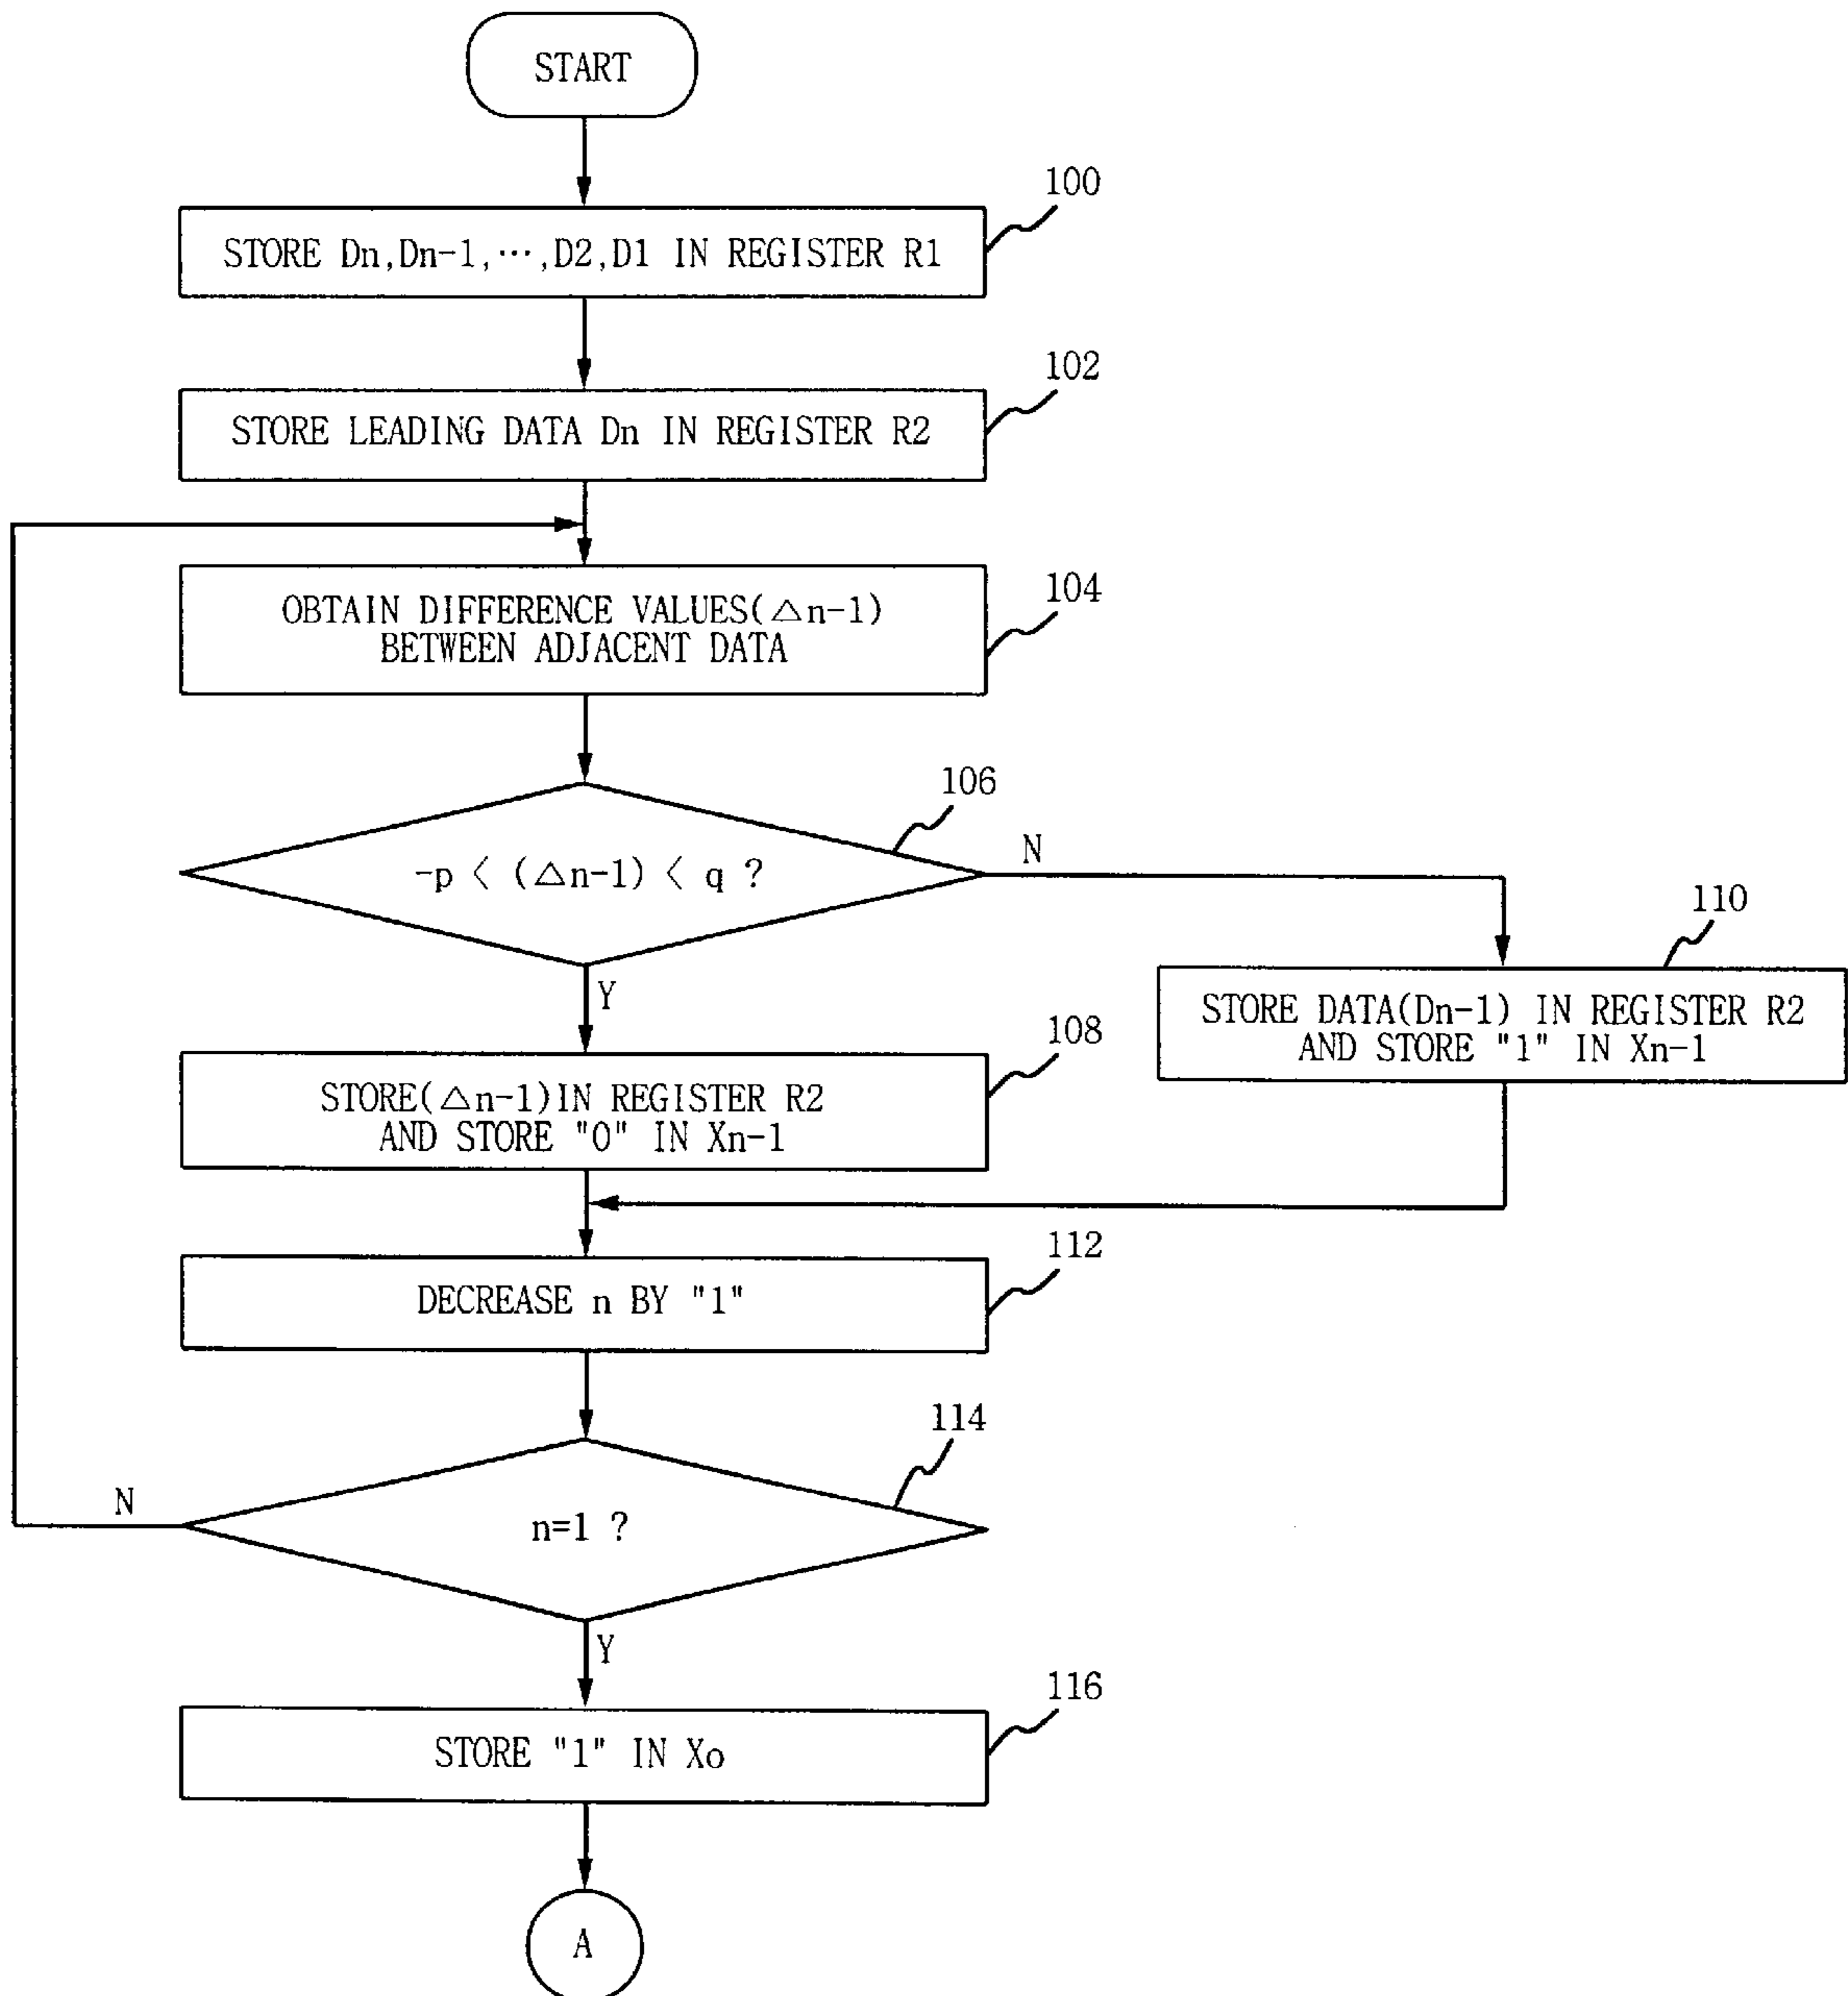 START
100
STORE Dn,Dn-1,…,D2,D1 IN REGISTER R1
102
STORE LEADING DATA Dn IN REGISTER R2
104
OBTAIN DIFFERENCE VALUES(△n-1)
BETWEEN ADJACENT DATA
106
-p < (△n-1) < q ?
N
Y
110
STORE DATA(Dn-1) IN REGISTER R2
AND STORE "1" IN Xn-1
108
STORE(△n-1)IN REGISTER R2
AND STORE "0" IN Xn-1
112
DECREASE n BY "1"
114
n=1 ?
N
Y
116
STORE "1" IN Xo
A